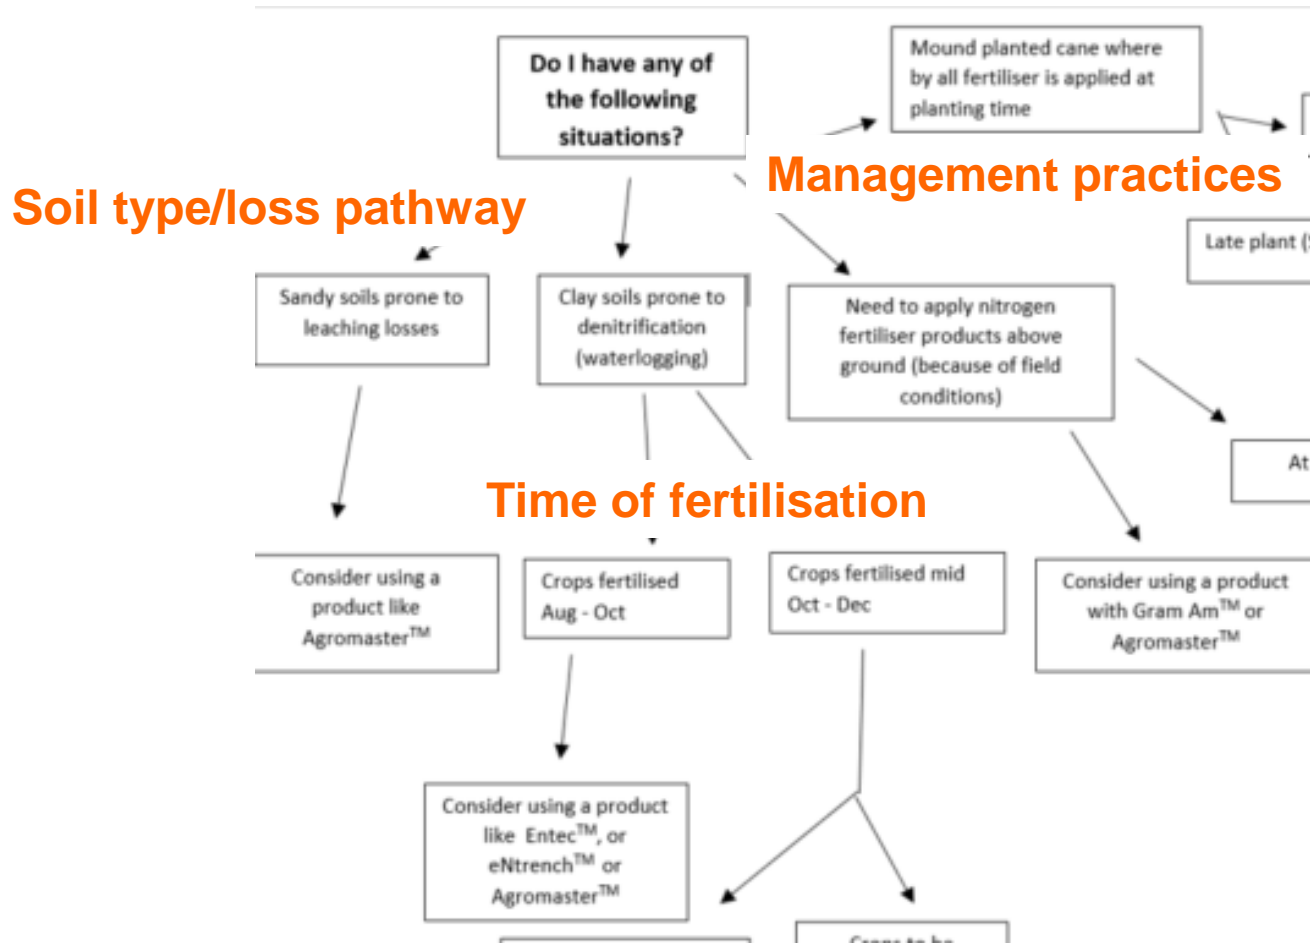 Do I have any of
the following
situations?
Mound planted cane where
by all fertiliser is applied at
planting time
Management practices
Soil type/loss pathway
Late plant (
Sandy soils prone to
leaching losses
Clay soils prone to
denitrification
(waterlogging)
Need to apply nitrogen
fertiliser products above
ground (because of field
conditions)
At
Time of fertilisation
Consider using a
product like
Agromaster™
Crops fertilised
Aug - Oct
Crops fertilised mid
Oct - Dec
Consider using a product
with Gram Am™ or
Agromaster™
Consider using a product
like Entec™, or
eNtrench™ or
Agromaster™
Crops to be